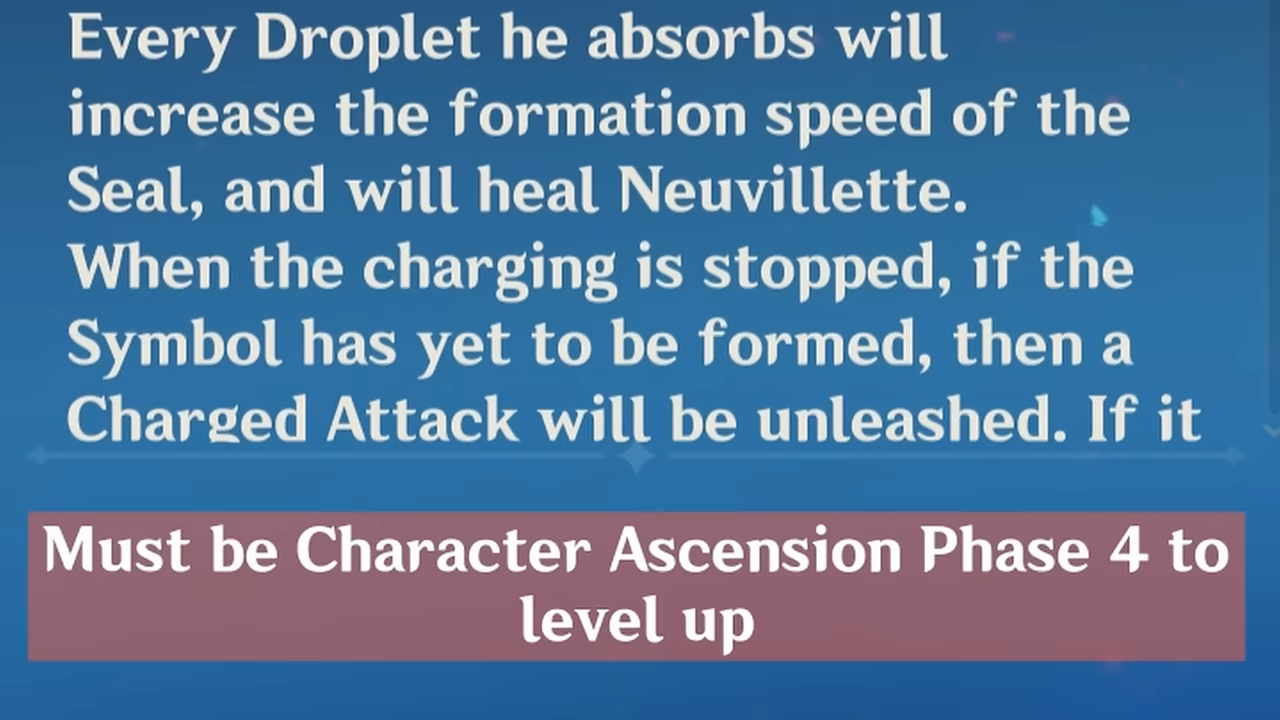 Every Droplet he absorbs will
increase the formation speed of the
Seal, and will heal Neuvillette.
When the charging is stopped, if the
Symbol has yet to be formed, then a
Charged Attack will be unleashed. If it
Must be Character Ascension Phase 4 to
level up